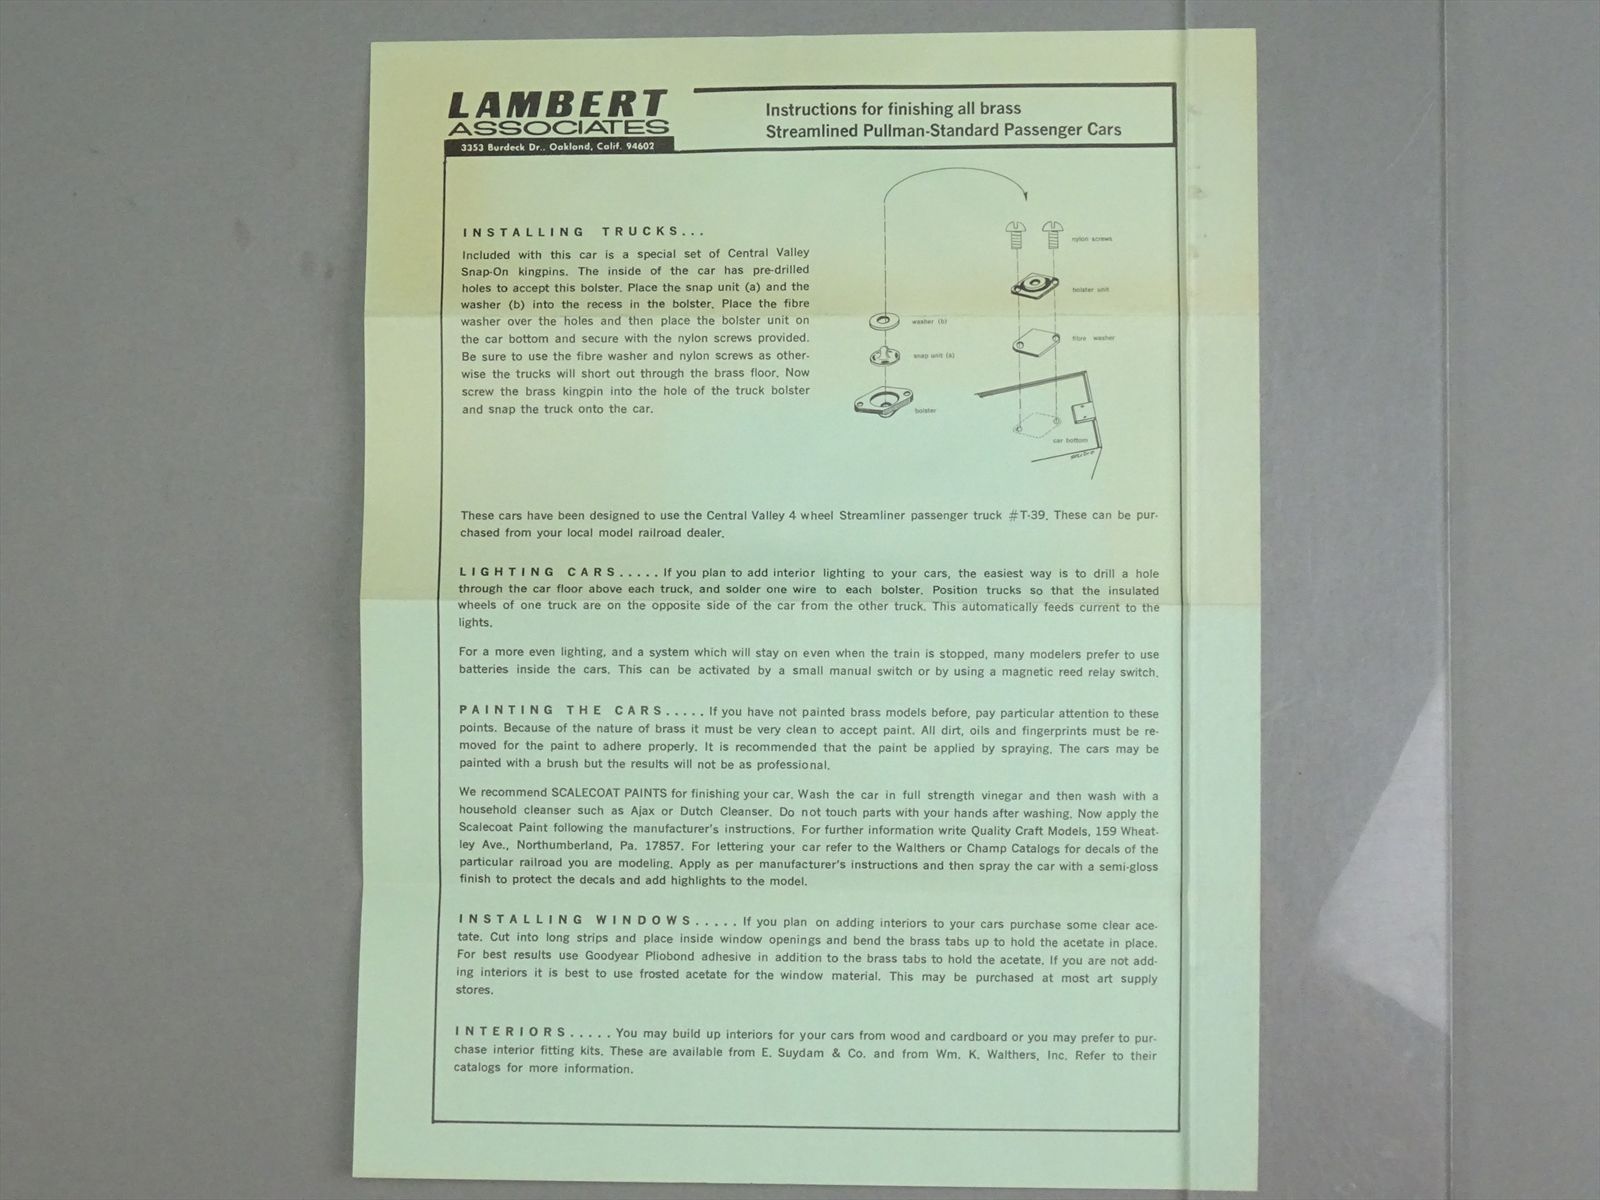 LAMBERT
ASSOCIATES
3353 Burdeck Dr., Oakland, Calif. 94602
Instructions for finishing all brass
Streamlined Pullman-Standard Passenger Cars
INSTALLING TRUCKS...
Included with this car is a special set of Central Valley
Snap-On kingpins. The inside of the car has pre-drilled
holes to accept this bolster. Place the snap unit (a) and the
washer (b) into the recess in the bolster. Place the fibre
washer over the holes and then place the bolster unit on
the car bottom and secure with the nylon screws provided.
Be sure to use the fibre washer and nylon screws as other-
wise the trucks will short out through the brass floor. Now
screw the brass kingpin into the hole of the truck bolster
and snap the truck onto the car.
nylon screws
bolster unit
washer (b)
fibre washer
snap unit (a)
bolster
car bottom
These cars have been designed to use the Central Valley 4 wheel Streamliner passenger truck #T-39. These can be pur-
chased from your local model railroad dealer.
LIGHTING CARS.....If you plan to add interior lighting to your cars, the easiest way is to drill a hole
through the car floor above each truck, and solder one wire to each bolster. Position trucks so that the insulated
wheels of one truck are on the opposite side of the car from the other truck. This automatically feeds current to the
lights.
For a more even lighting, and a system which will stay on even when the train is stopped, many modelers prefer to use
batteries inside the cars. This can be activated by a small manual switch or by using a magnetic reed relay switch.
PAINTING THE CARS.....If you have not painted brass models before, pay particular attention to these
points. Because of the nature of brass it must be very clean to accept paint. All dirt, oils and fingerprints must be re-
moved for the paint to adhere properly. It is recommended that the paint be applied by spraying. The cars may be
painted with a brush but the results will not be as professional.
We recommend SCALECOAT PAINTS for finishing your car. Wash the car in full strength vinegar and then wash with a
household cleanser such as Ajax or Dutch Cleanser. Do not touch parts with your hands after washing. Now apply the
Scalecoat Paint following the manufacturer's instructions. For further information write Quality Craft Models, 159 Wheat-
ley Ave., Northumberland, Pa. 17857. For lettering your car refer to the Walthers or Champ Catalogs for decals of the
particular railroad you are modeling. Apply as per manufacturer's instructions and then spray the car with a semi-gloss
finish to protect the decals and add highlights to the model.
INSTALLING WINDOWS.....If you plan on adding interiors to your cars purchase some clear ace-
tate. Cut into long strips and place inside window openings and bend the brass tabs up to hold the acetate in place.
For best results use Goodyear Pliobond adhesive in addition to the brass tabs to hold the acetate. If you are not add-
ing interiors it is best to use frosted acetate for the window material. This may be purchased at most art supply
stores.
INTERIORS.....You may build up interiors for your cars from wood and cardboard or you may prefer to pur-
chase interior fitting kits. These are available from E. Suydam & Co. and from Wm. K. Walthers, Inc. Refer to their
catalogs for more information.